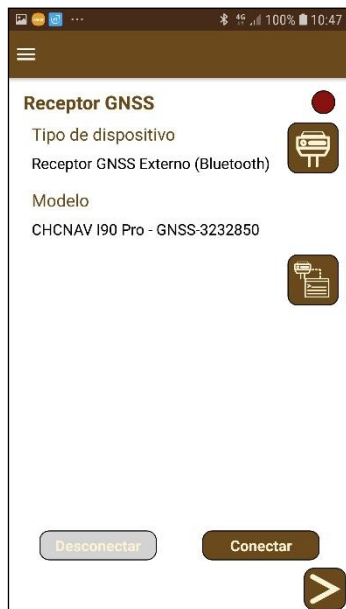 4G 100% 10:47
Receptor GNSS
Tipo de dispositivo
Receptor GNSS Externo (Bluetooth)
Modelo
CHCNAV I90 Pro - GNSS-3232850
Desconectar Conectar